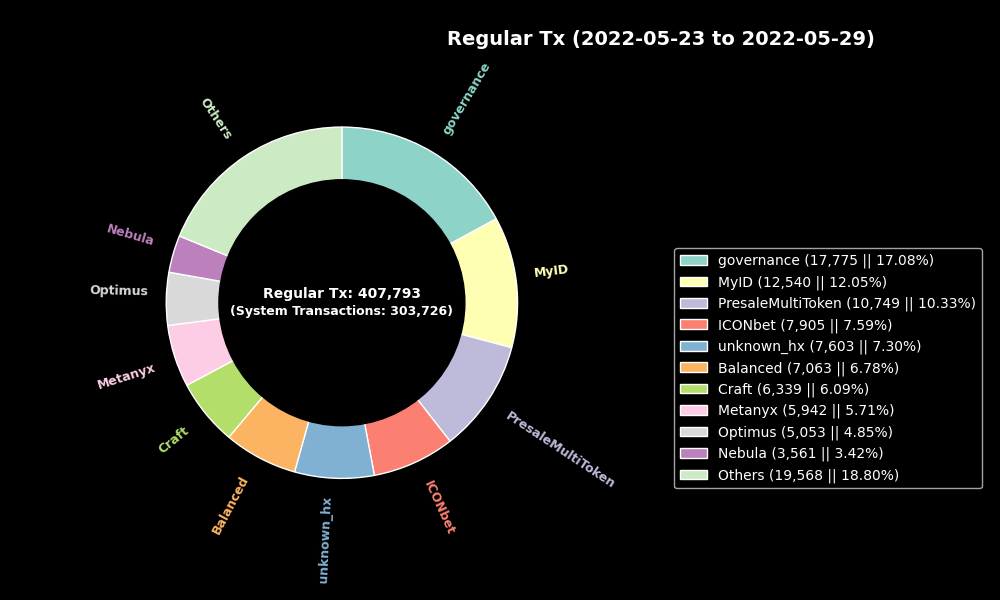 Regular Tx (2022-05-23 to 2022-05-29)
governance
Others
MyID
Nebula
Optimus
Regular Tx: 407,793
(System Transactions: 303,726)
Metanyx
Craft
PresaleMultiToken
Balanced
unknown_hx
ICONbet
governance (17,775 || 17.08%)
MyID (12,540 || 12.05%)
PresaleMultiToken (10,749 || 10.33%)
ICONbet (7,905 || 7.59%)
unknown_hx (7,603 || 7.30%)
Balanced (7,063 || 6.78%)
Craft (6,339 || 6.09%)
Metanyx (5,942 || 5.71%)
Optimus (5,053 || 4.85%)
Nebula (3,561 || 3.42%)
Others (19,568 || 18.80%)